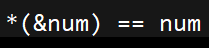 *(&num) == num